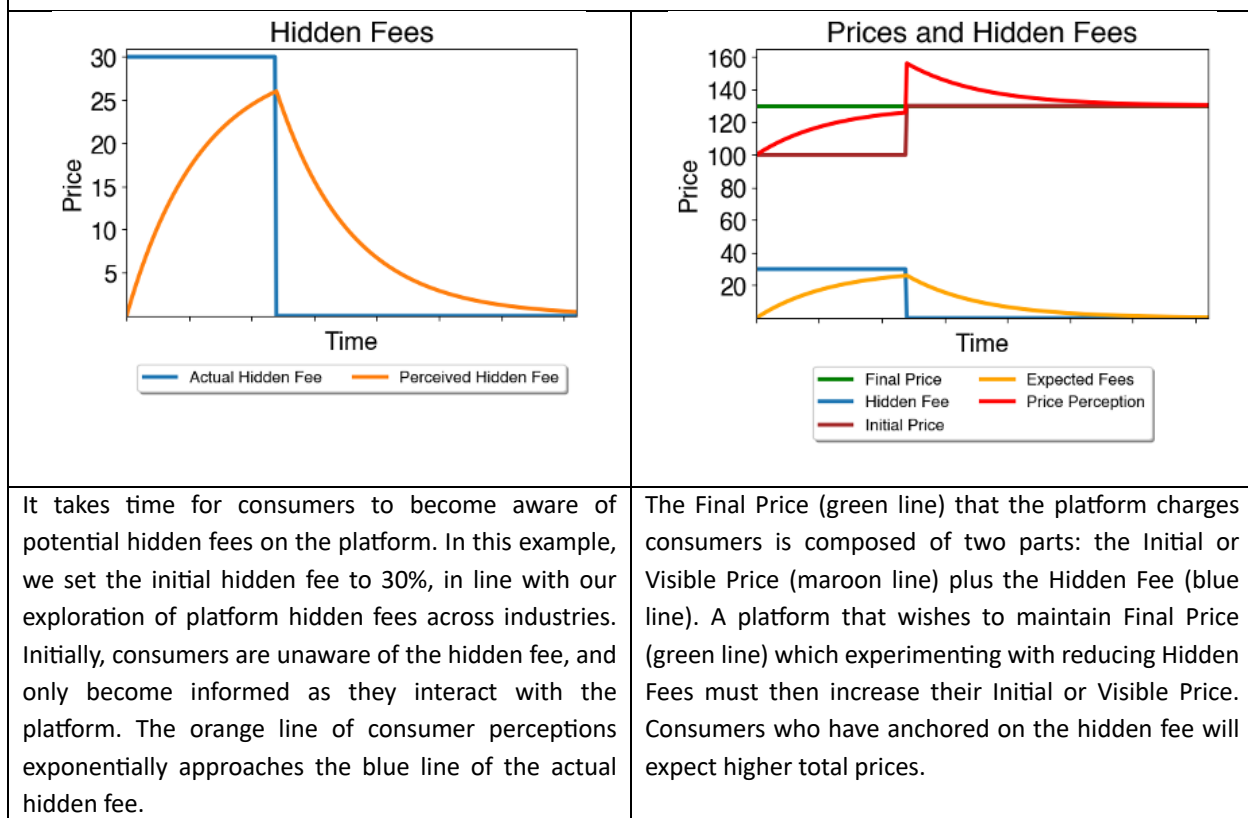 Hidden Fees
30
25
20
15
10
5
Price
Time
Actual Hidden Fee
Perceived Hidden Fee
Prices and Hidden Fees
160
140
120
100
80
60
40
20
Price
Time
Final Price
Expected Fees
Hidden Fee
Price Perception
Initial Price
It takes time for consumers to become aware of
potential hidden fees on the platform. In this example,
we set the initial hidden fee to 30%, in line with our
exploration of platform hidden fees across industries.
Initially, consumers are unaware of the hidden fee, and
only become informed as they interact with the
platform. The orange line of consumer perceptions
exponentially approaches the blue line of the actual
hidden fee.
The Final Price (green line) that the platform charges
consumers is composed of two parts: the Initial or
Visible Price (maroon line) plus the Hidden Fee (blue
line). A platform that wishes to maintain Final Price
(green line) which experimenting with reducing Hidden
Fees must then increase their Initial or Visible Price.
Consumers who have anchored on the hidden fee will
expect higher total prices.